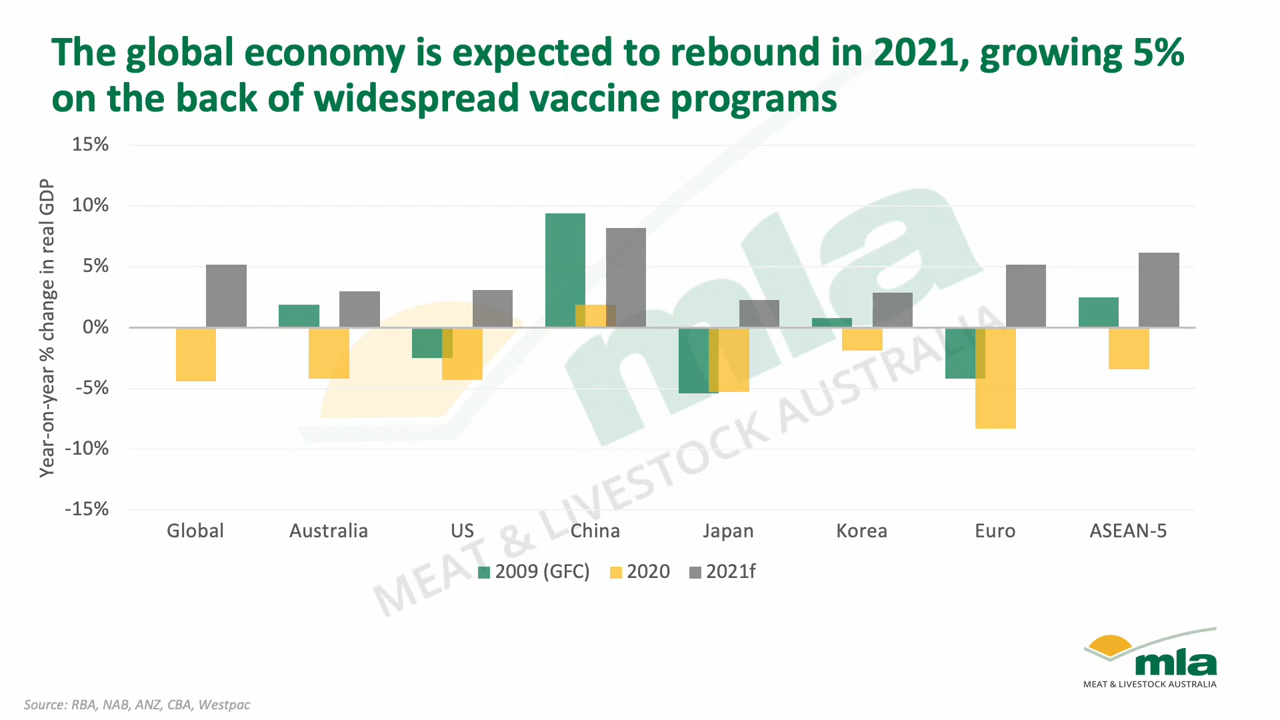 The global economy is expected to rebound in 2021, growing 5%
on the back of widespread vaccine programs
Year-on-year % change in real GDP
15%
10%
5%
0%
-5%
-10%
-15%
mla
MEAT & LIVESTOCK AUSTRALIA
Global Australia US China Japan Korea Euro ASEAN-5
2009 (GFC) 2020 2021f
mla
MEAT & LIVESTOCK AUSTRALIA
Source: RBA, NAB, ANZ, CBA, Westpac